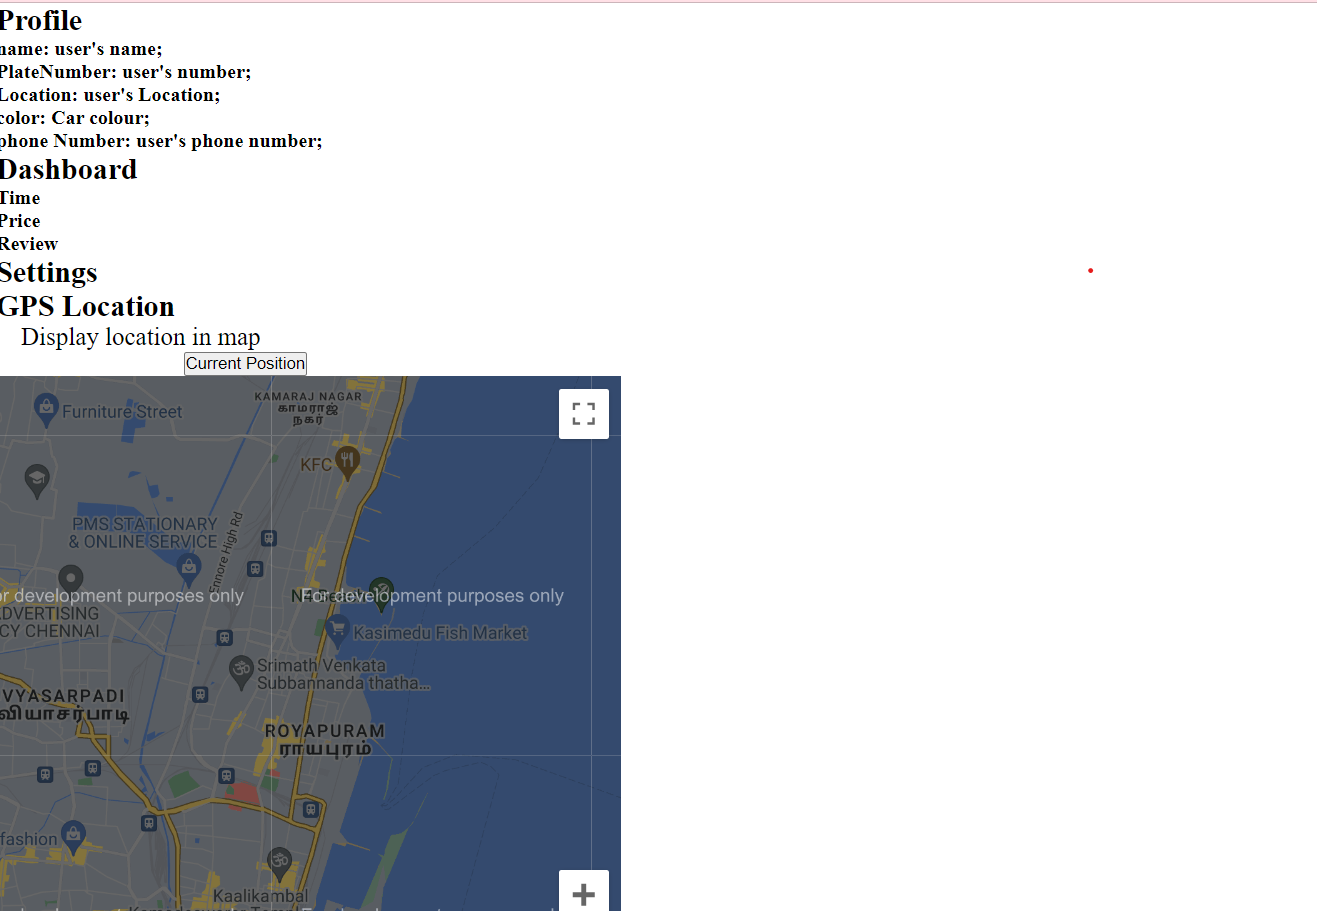 Profile
name: user's name;
PlateNumber: user's number;
Location: user's Location;
color: Car colour;
phone Number: user's phone number;
Dashboard
Time
Price
Review
Settings
GPS Location
Display location in map
Current Position
KAMARAJ NAGAR
காமராஜ்
நகர்
Furniture Street
KFC
PMS STATIONARY
& ONLINE SERVICE
Ennore High Rd
development purposes only
For development purposes only
CY CHENNAI
Kasimedu Fish Market
Srimath Venkata
Subbannanda thatha...
VYASARPADI
வியாசர்பாடி
ROYAPURAM
ராயபுரம்
fashion
Kaalikambal